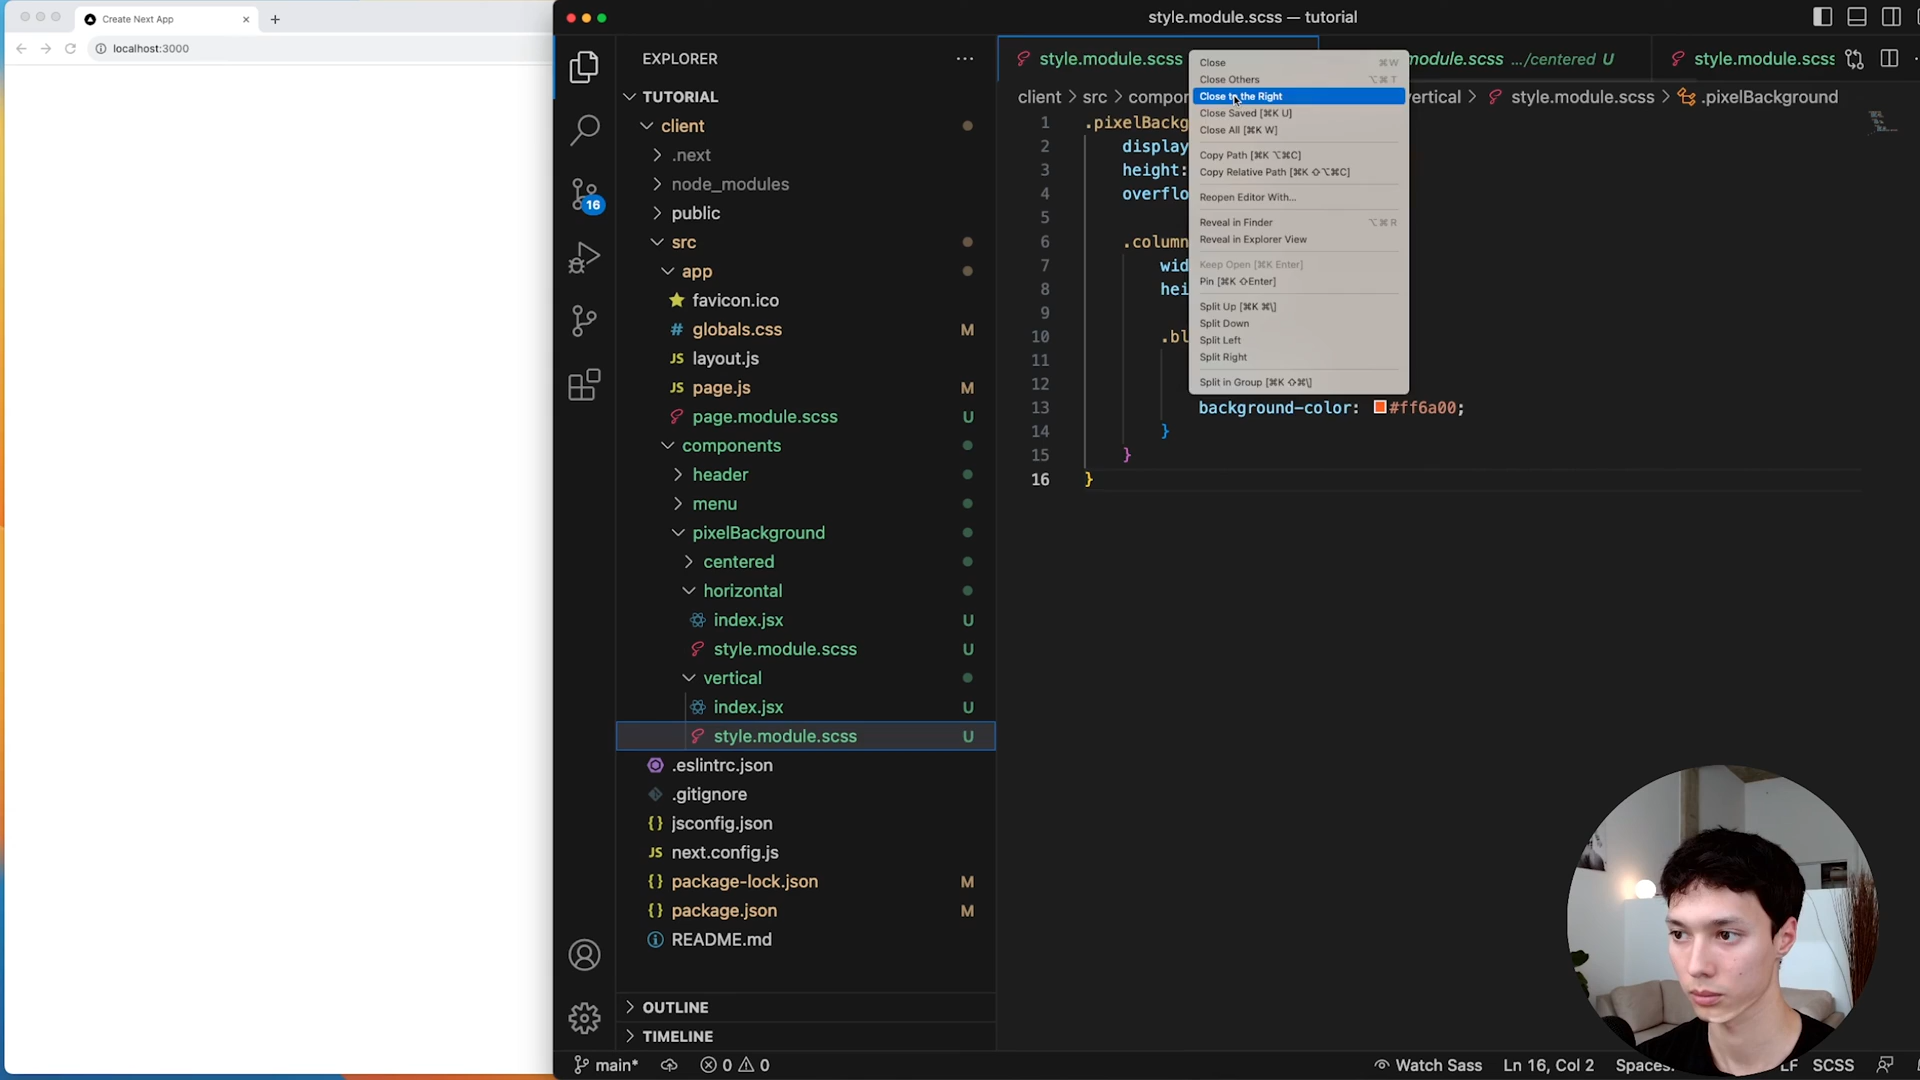 Create Next App
localhost:3000
style.module.scss — tutorial
EXPLORER
TUTORIAL
client
.next
node_modules
public
src
app
favicon.ico
globals.css M
layout.js
page.js M
page.module.scss U
components
header
menu
pixelBackground
centered
horizontal
index.jsx U
style.module.scss U
vertical
index.jsx U
style.module.scss U
.eslintrc.json
.gitignore
jsconfig.json
next.config.js
package-lock.json M
package.json M
README.md
OUTLINE
TIMELINE
16
style.module.scss
module.scss .../centered U
style.module.scss
client > src > compor
vertical > style.module.scss > .pixelBackground
1 .pixelBackg
2 display
3 height:
4 overflo
5
6 .column
7 wid
8 hei
9
10 .bl
11
12
13 background-color: #ff6a00;
14 }
15 }
16 }
Close ⌘W
Close Others ⌥⌘T
Close to the Right
Close Saved [⌘K U]
Close All [⌘K W]
Copy Path [⌘K ⌥⌘C]
Copy Relative Path [⌘K ⇧⌥⌘C]
Reopen Editor With...
Reveal in Finder ⌥⌘R
Reveal in Explorer View
Keep Open [⌘K Enter]
Pin [⌘K ⇧Enter]
Split Up [⌘K ⌘\]
Split Down
Split Left
Split Right
Split in Group [⌘K ⇧⌘\]
main* 0 0
Watch Sass Ln 16, Col 2 Spaces: LF SCSS